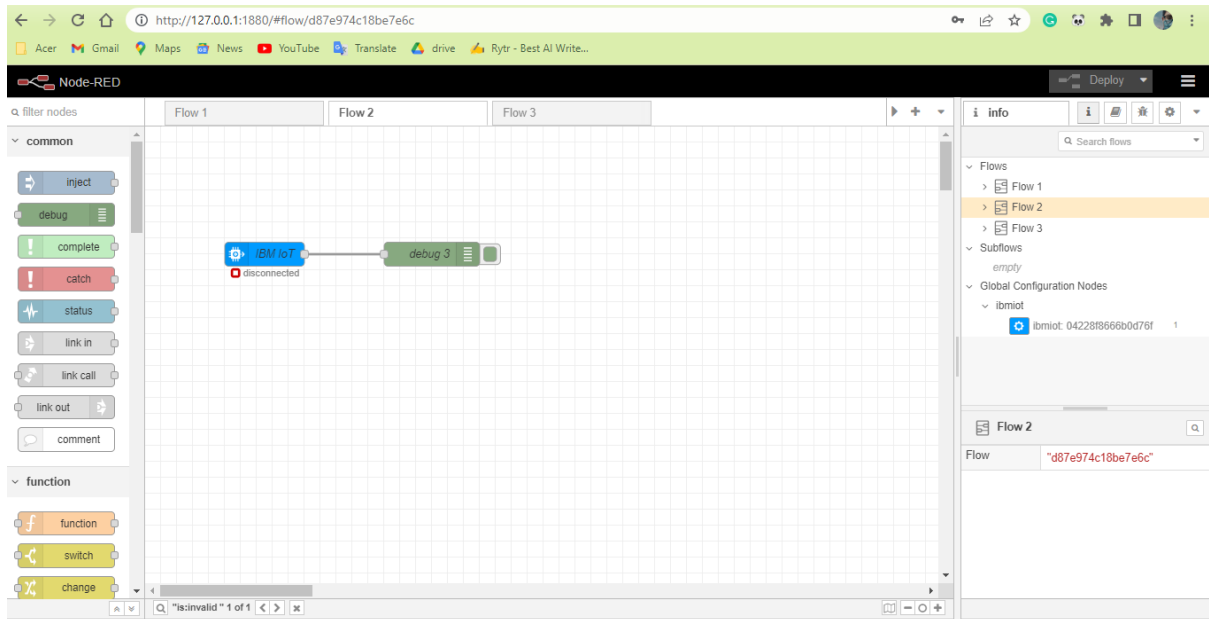 http://127.0.0.1:1880/#flow/d87e974c18be7e6c
Acer Gmail Maps News YouTube Translate drive Rytr - Best AI Write...
Node-RED
Deploy
filter nodes
Flow 1
Flow 2
Flow 3
i info
common
Search flows
inject
debug
complete
catch
status
link in
link call
link out
comment
function
function
switch
change
IBM IoT
debug 3
disconnected
Flows
Flow 1
Flow 2
Flow 3
Subflows
empty
Global Configuration Nodes
ibmiot
ibmiot: 04228f8666b0d76f 1
Flow 2
Flow "d87e974c18be7e6c"
"is:invalid " 1 of 1